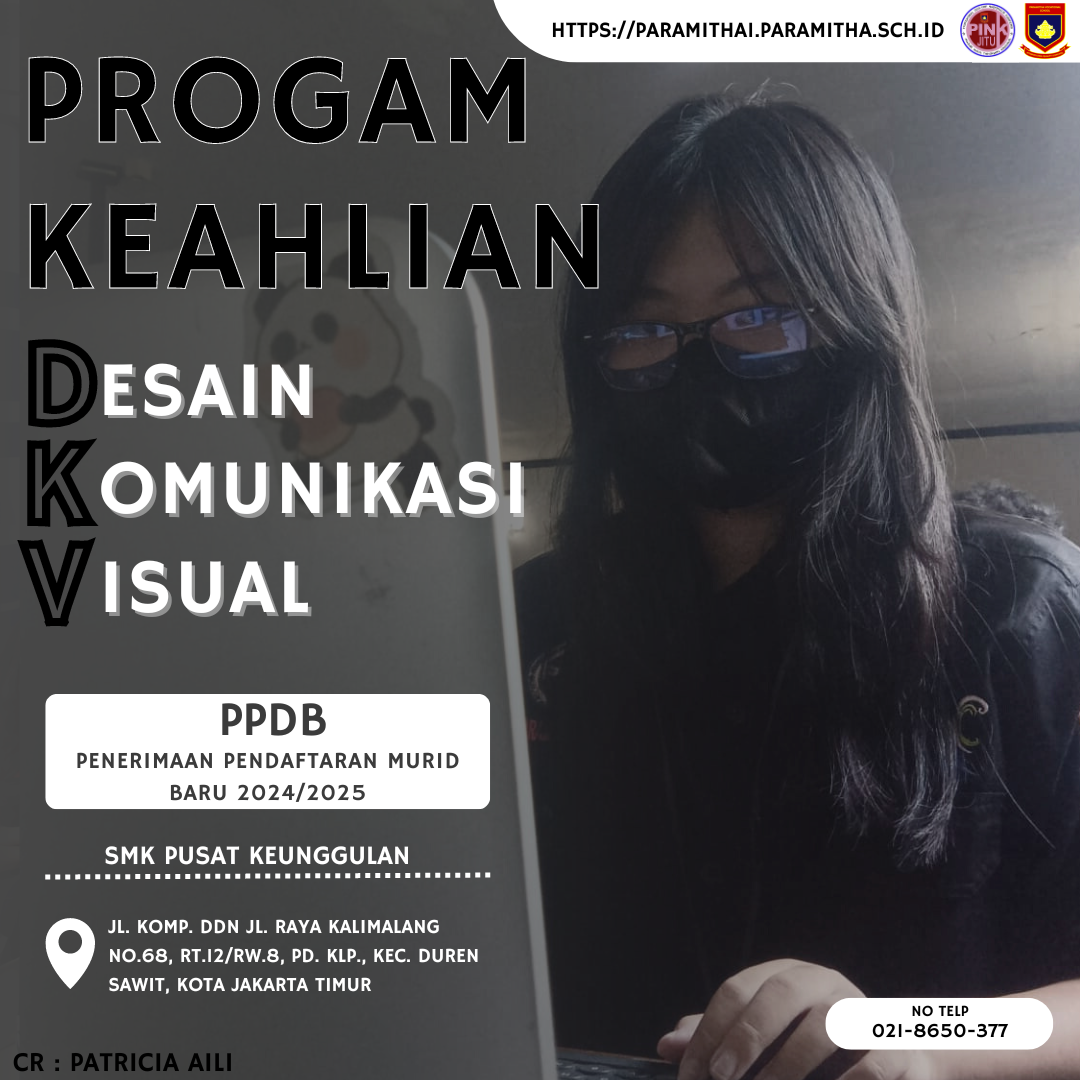 HTTPS://PARAMITHAI.PARAMITHA.SCH.ID
PINK
JITU
PROGAM
KEAHLIAN
DESAIN
KOMUNIKASI
VISUAL
PPDB
PENERIMAAN PENDAFTARAN MURID
BARU 2024/2025
SMK PUSAT KEUNGGULAN
JL. KOMP. DDN JL. RAYA KALIMALANG
NO.68, RT.12/RW.8, PD. KLP., KEC. DUREN
SAWIT, KOTA JAKARTA TIMUR
NO TELP
021-8650-377
CR : PATRICIA AILI